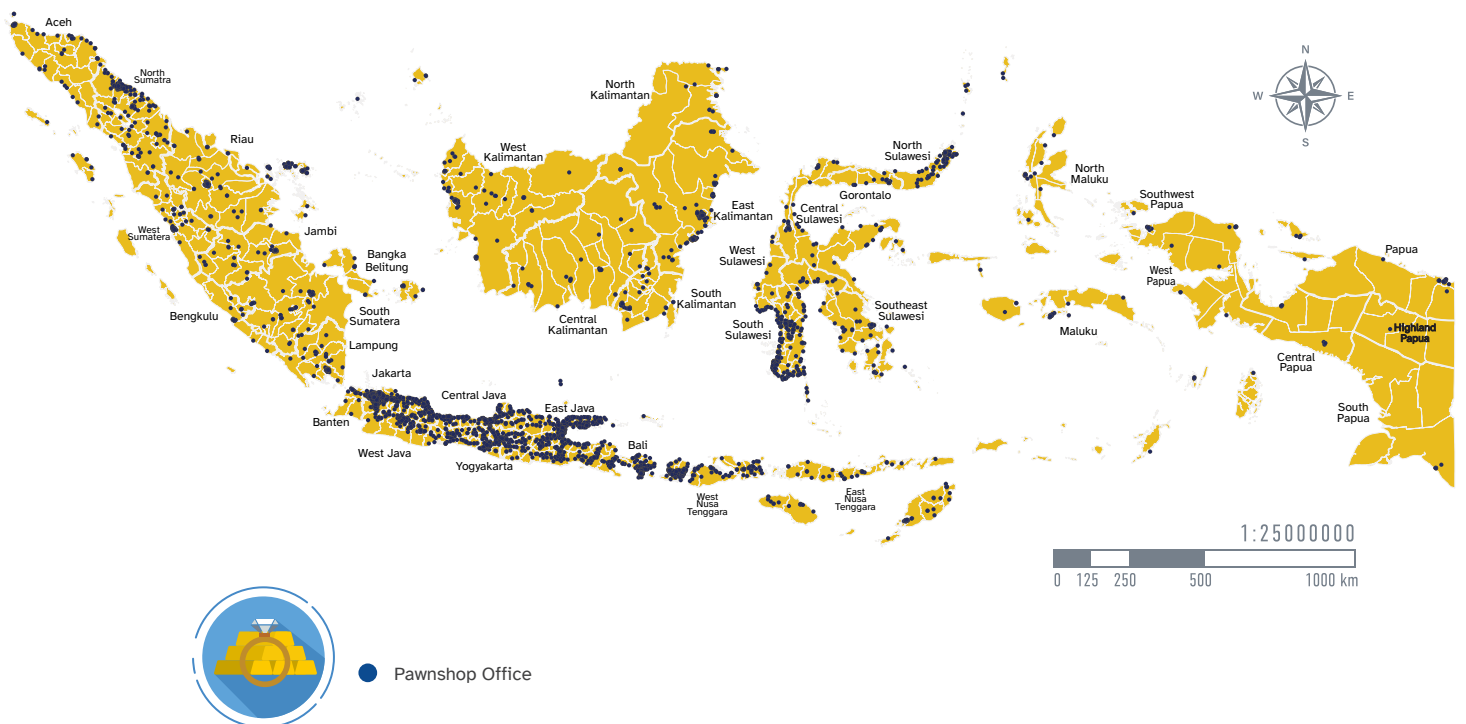 Aceh
North
Sumatra
Riau
West
Sumatera
Jambi
Bangka
Belitung
Bengkulu
South
Sumatera
Lampung
Jakarta
Banten
West Java
Central Java
Yogyakarta
East Java
Bali
West
Nusa
Tenggara
East
Nusa
Tenggara
North
Kalimantan
West
Kalimantan
East
Kalimantan
South
Kalimantan
Central
Kalimantan
North
Sulawesi
Gorontalo
Central
Sulawesi
West
Sulawesi
South
Sulawesi
Southeast
Sulawesi
North
Maluku
Maluku
Southwest
Papua
West
Papua
Papua
Highland
Papua
Central
Papua
South
Papua
N
W
E
S
1:25000000
0 125 250 500 1000 km
Pawnshop Office